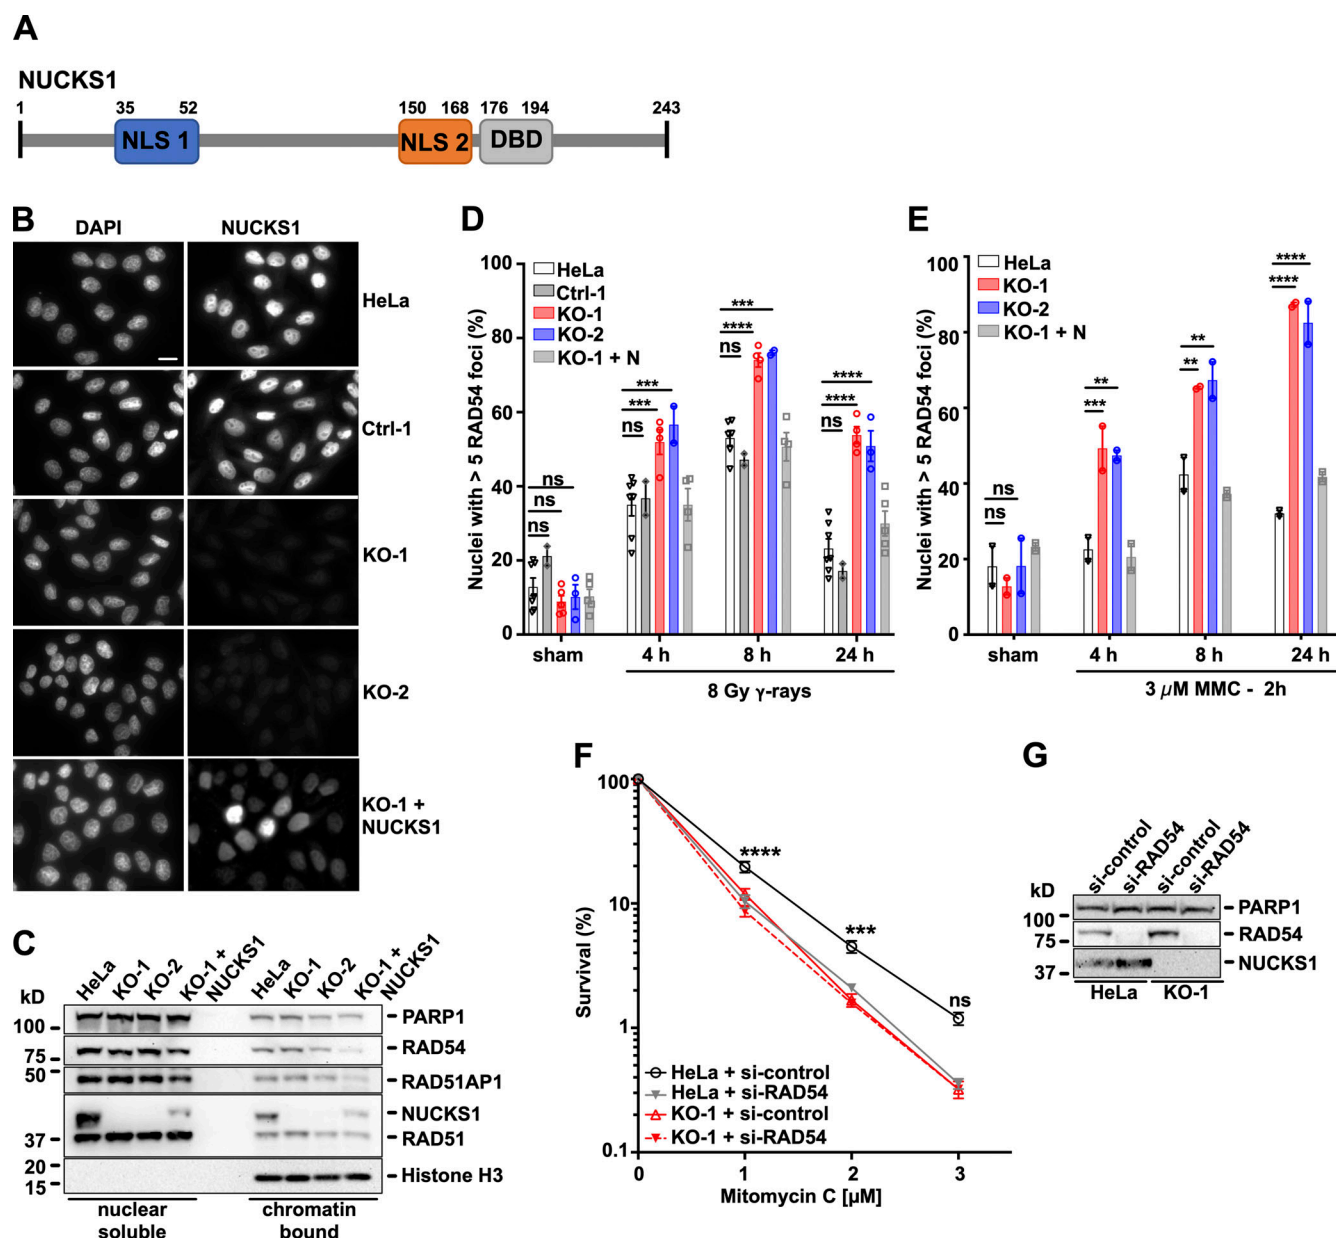 A
NUCKS1
1 35 52 150 168 176 194 243
NLS 1 NLS 2 DBD
B
DAPI NUCKS1
HeLa
Ctrl-1
KO-1
KO-2
KO-1 +
NUCKS1
C
kD HeLa KO-1 KO-2 KO-1 + NUCKS1 HeLa KO-1 KO-2 KO-1 + NUCKS1
100 PARP1
75 RAD54
50 RAD51AP1
NUCKS1
37 RAD51
20
15 Histone H3
nuclear soluble
chromatin bound
D
Nuclei with > 5 RAD54 foci (%)
100
80
60
40
20
0
HeLa
Ctrl-1
KO-1
KO-2
KO-1 + N
ns
ns
ns
***
***
ns
***
****
ns
****
****
ns
sham 4 h 8 h 24 h
8 Gy γ-rays
E
Nuclei with > 5 RAD54 foci (%)
100
80
60
40
20
0
HeLa
KO-1
KO-2
KO-1 + N
ns
ns
**
***
**
**
****
****
sham 4 h 8 h 24 h
3 µM MMC - 2h
F
Survival (%)
100
10
1
0.1
****
***
ns
HeLa + si-control
HeLa + si-RAD54
KO-1 + si-control
KO-1 + si-RAD54
0 1 2 3
Mitomycin C [µM]
G
kD si-control si-RAD54 si-control si-RAD54
100 PARP1
75 RAD54
37 NUCKS1
HeLa KO-1